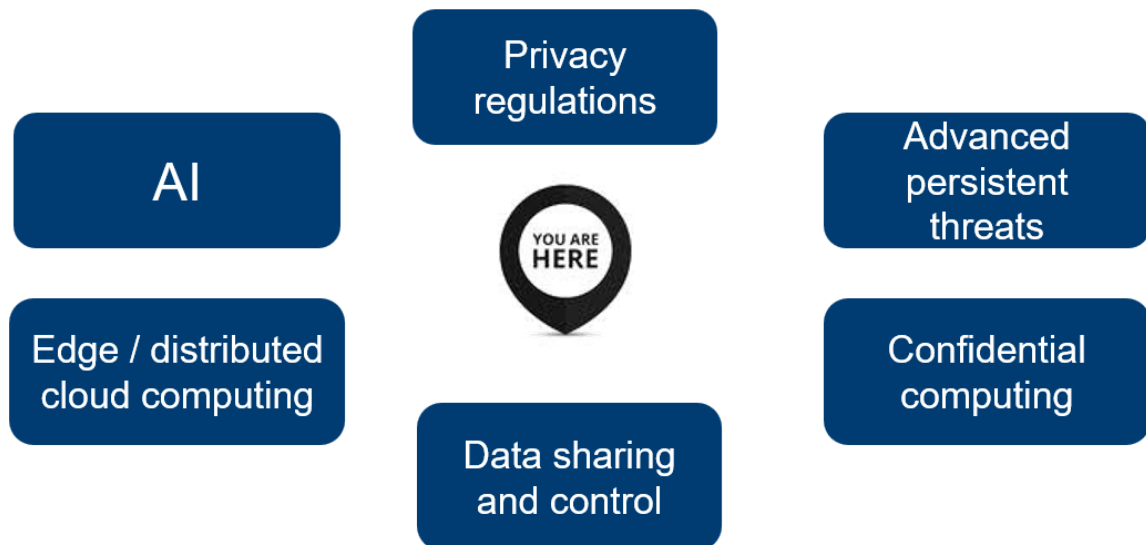 Privacy
regulations
AI
Advanced
persistent
threats
YOU ARE
HERE
Edge / distributed
cloud computing
Confidential
computing
Data sharing
and control